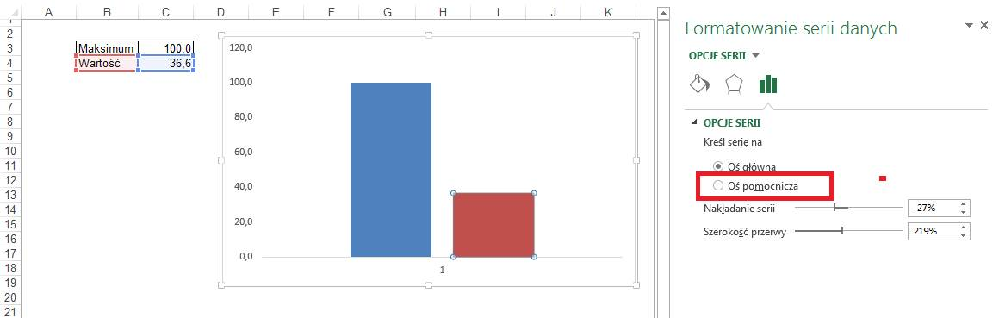 A B C D E F G H I J K
2
3 Maksimum 100,0
4 Wartość 36,6
5
6
7
8
9
10
11
12
13
14
15
16
17
18
19
20
21
120,0
100,0
80,0
60,0
40,0
20,0
0,0
1
Formatowanie serii danych
OPCJE SERII
OPCJE SERII
Kreśl serię na
Oś główna
Oś pomocnicza
Nakładanie serii -27%
Szerokość przerwy 219%